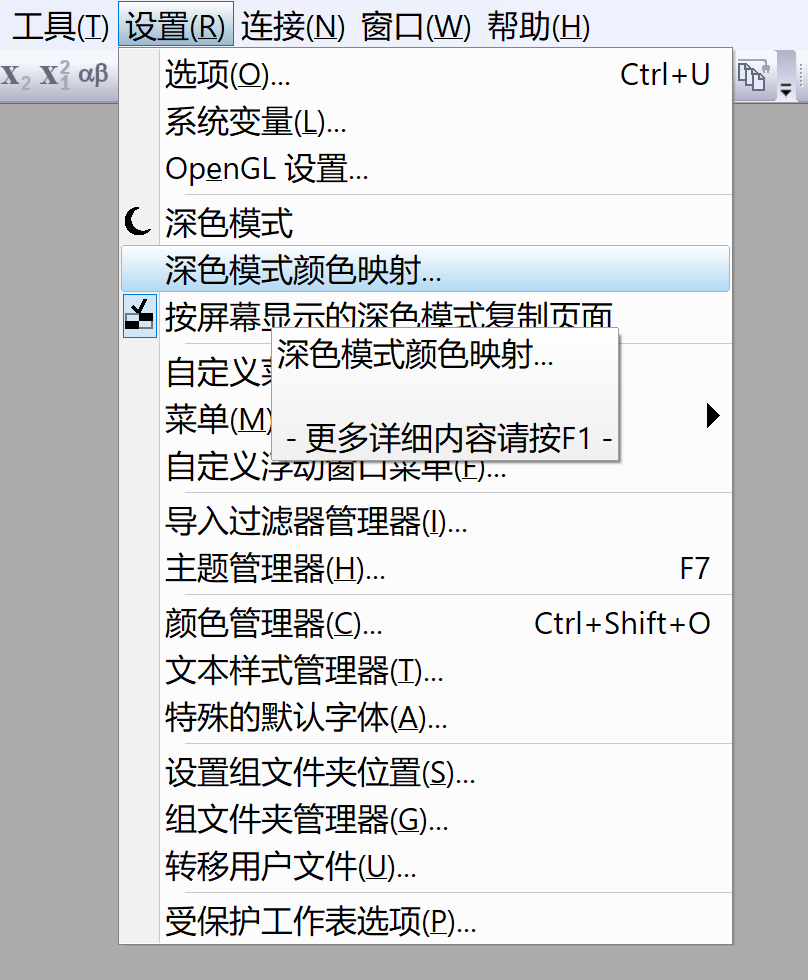 工具(T) 设置(R) 连接(N) 窗口(W) 帮助(H)
X₂ X²₁ αβ
选项(O)... Ctrl+U
系统变量(L)...
OpenGL 设置...
深色模式
深色模式颜色映射...
按屏幕显示的深色模式复制页面
深色模式颜色映射...
- 更多详细内容请按F1 -
自定义
菜单(M)
自定义浮动窗口菜单(F)...
导入过滤器管理器(I)...
主题管理器(H)... F7
颜色管理器(C)... Ctrl+Shift+O
文本样式管理器(T)...
特殊的默认字体(A)...
设置组文件夹位置(S)...
组文件夹管理器(G)...
转移用户文件(U)...
受保护工作表选项(P)...